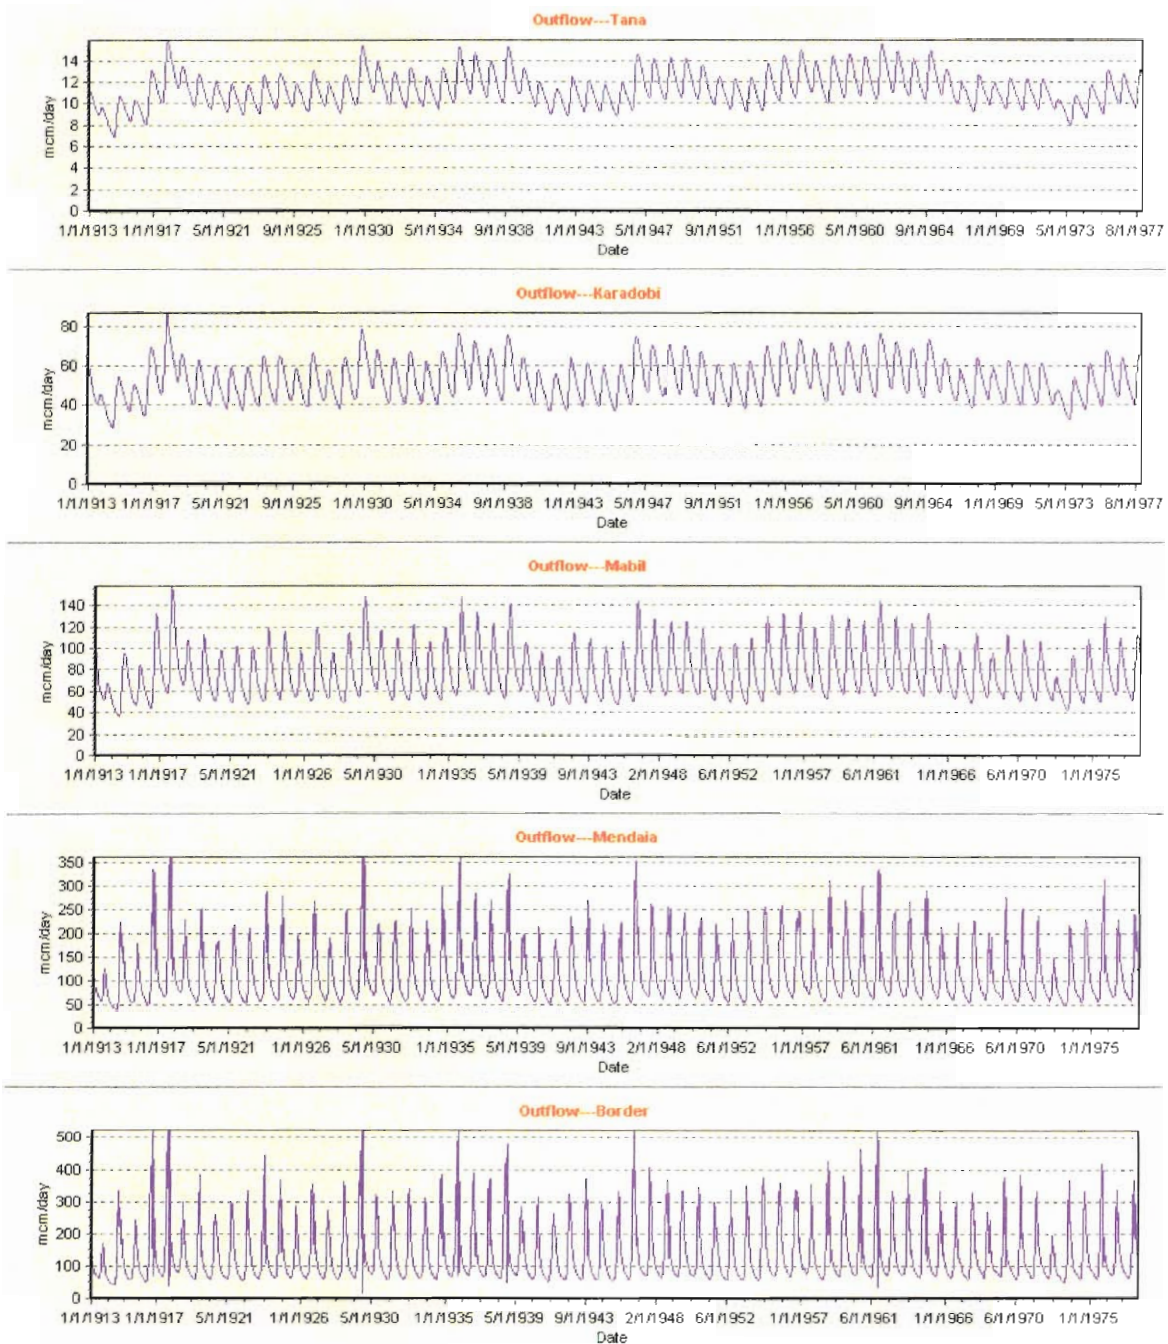 Outflow---Tana
14
12
10
8
6
4
2
0
mcm/day
1/1/1913 1/1/1917 5/1/1921 9/1/1925 1/1/1930 5/1/1934 9/1/1938 1/1/1943 5/1/1947 9/1/1951 1/1/1956 5/1/1960 9/1/1964 1/1/1969 5/1/1973 8/1/1977
Date
Outflow---Karadobi
80
60
40
20
0
mcm/day
1/1/1913 1/1/1917 5/1/1921 9/1/1925 1/1/1930 5/1/1934 9/1/1938 1/1/1943 5/1/1947 9/1/1951 1/1/1956 5/1/1960 9/1/1964 1/1/1969 5/1/1973 8/1/1977
Date
Outflow---Mabil
140
120
100
80
60
40
20
0
mcm/day
1/1/1913 1/1/1917 5/1/1921 1/1/1926 5/1/1930 1/1/1935 5/1/1939 9/1/1943 2/1/1948 6/1/1952 1/1/1957 6/1/1961 1/1/1966 6/1/1970 1/1/1975
Date
Outflow---Mendaia
350
300
250
200
150
100
50
0
mcm/day
1/1/1913 1/1/1917 5/1/1921 1/1/1926 5/1/1930 1/1/1935 5/1/1939 9/1/1943 2/1/1948 6/1/1952 1/1/1957 6/1/1961 1/1/1966 6/1/1970 1/1/1975
Date
Outflow---Border
500
400
300
200
100
0
mcm/day
1/1/1913 1/1/1917 5/1/1921 1/1/1926 5/1/1930 1/1/1935 5/1/1939 9/1/1943 2/1/1948 6/1/1952 1/1/1957 6/1/1961 1/1/1966 6/1/1970 1/1/1975
Date